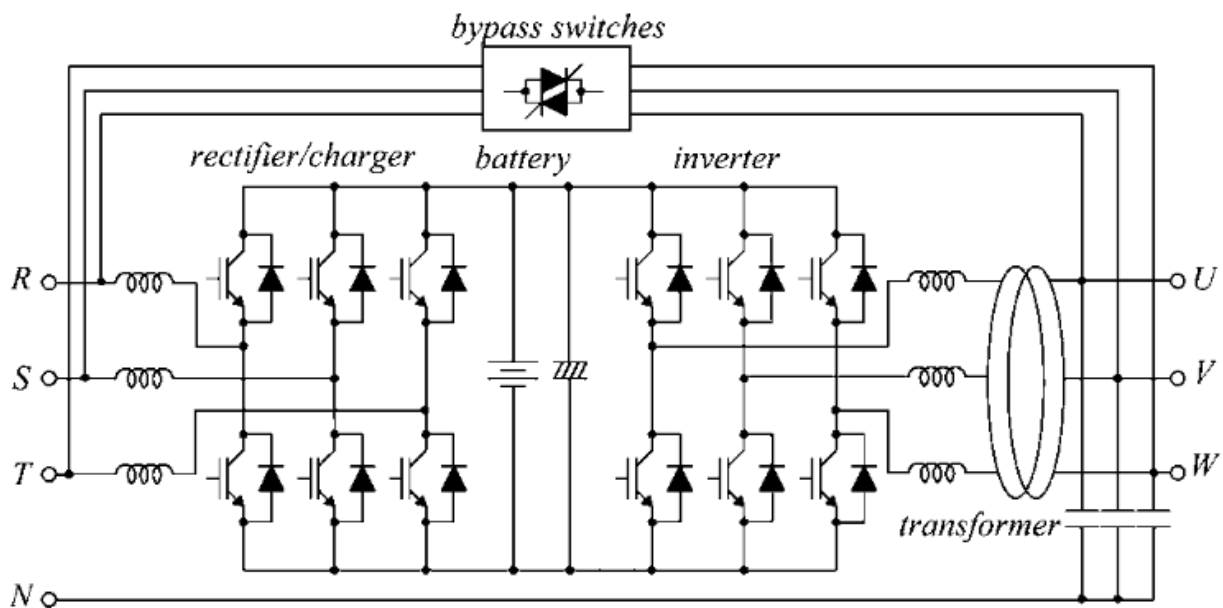 bypass switches
rectifier/charger battery inverter
R U
S V
T W
transformer
N